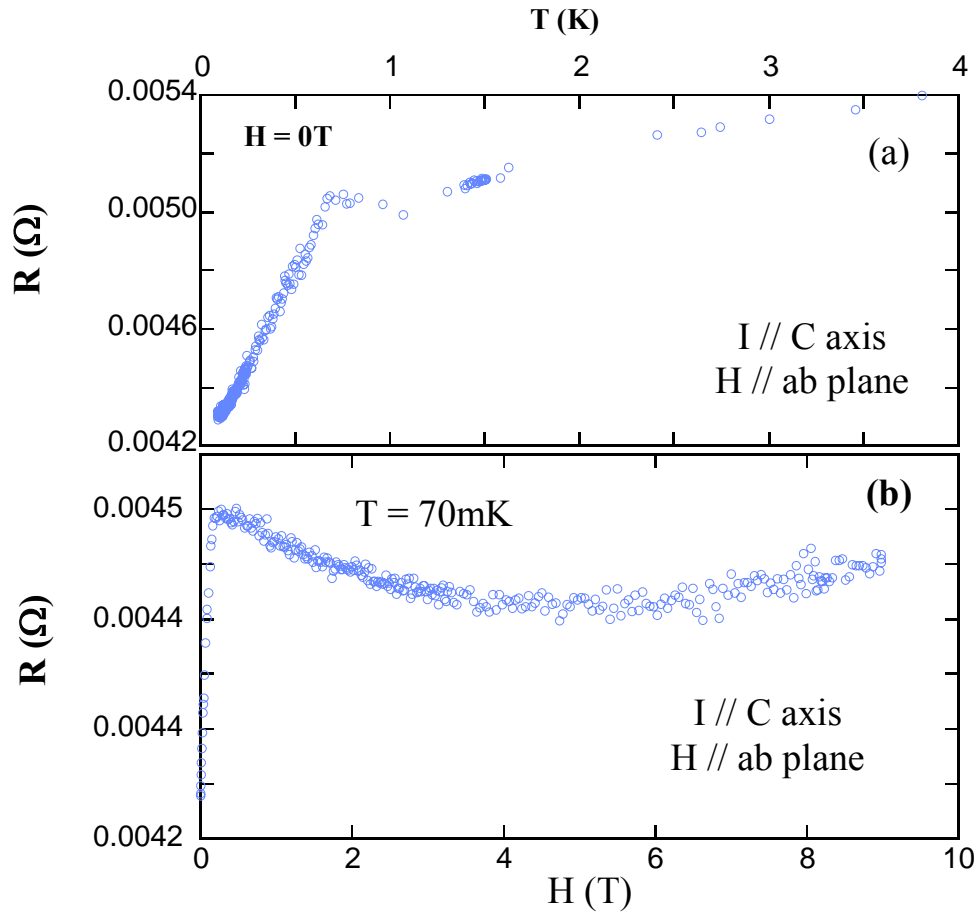 T (K)
0 1 2 3 4
0.0054
H = 0T
(a)
0.0050
R (Ω)
0.0046
I // C axis
H // ab plane
0.0042
(b)
0.0045
T = 70mK
0.0044
R (Ω)
0.0044
I // C axis
H // ab plane
0.0042
0 2 4 6 8 10
H (T)